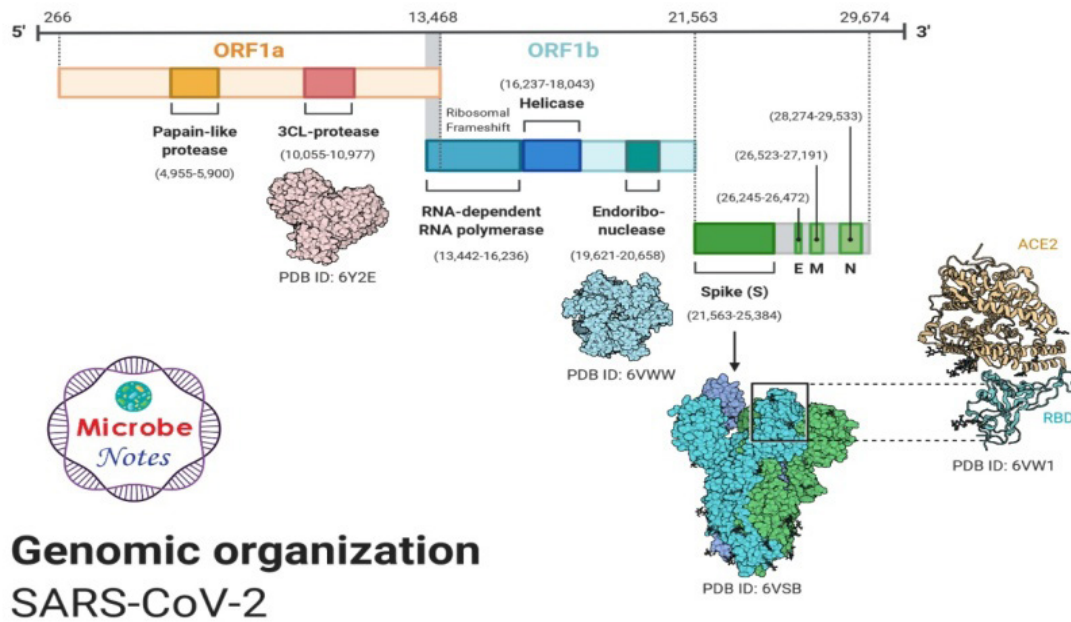 266
13,468
21,563
29,674
5'
3'
ORF1a
ORF1b
(16,237-18,043)
Helicase
Ribosomal
Frameshift
(28,274-29,533)
Papain-like
protease
(4,955-5,900)
3CL-protease
(10,055-10,977)
(26,523-27,191)
(26,245-26,472)
RNA-dependent
RNA polymerase
(13,442-16,236)
Endoribo-
nuclease
(19,621-20,658)
E M N
ACE2
PDB ID: 6Y2E
Spike (S)
(21,563-25,384)
PDB ID: 6VWW
RBD
PDB ID: 6VW1
Microbe
Notes
PDB ID: 6VSB
Genomic organization
SARS-CoV-2